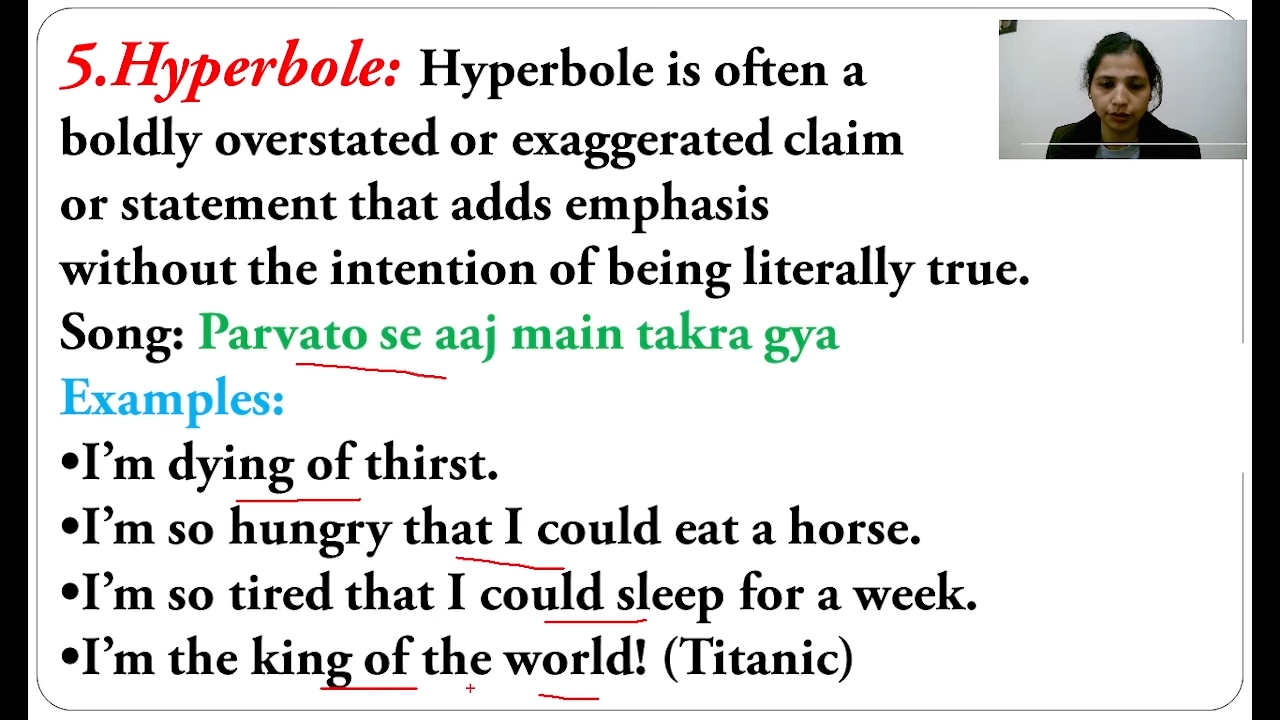 5.Hyperbole: Hyperbole is often a
boldly overstated or exaggerated claim
or statement that adds emphasis
without the intention of being literally true.
Song: Parvato se aaj main takra gya
Examples:
•I’m dying of thirst.
•I’m so hungry that I could eat a horse.
•I’m so tired that I could sleep for a week.
•I’m the king of the world! (Titanic)